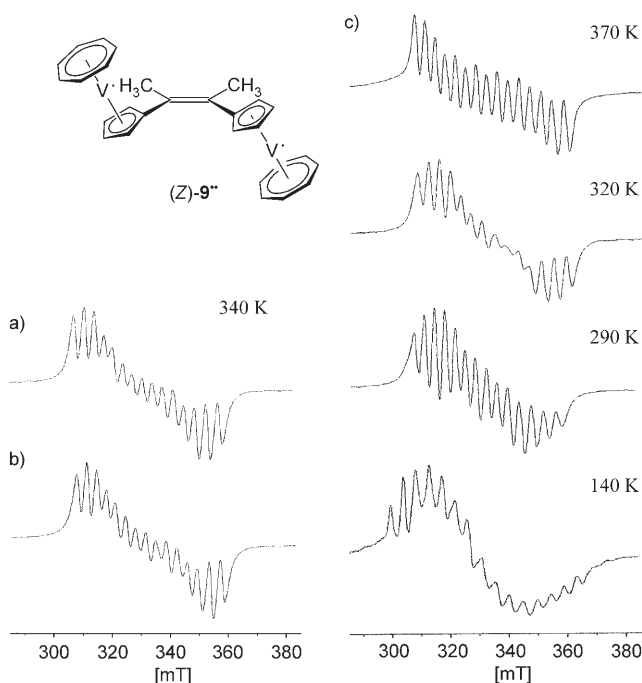 V· H₃C CH₃
V·
(Z)-9··
a)
340 K
b)
300 320 340 360 380
[mT]
c)
370 K
320 K
290 K
140 K
300 320 340 360 380
[mT]